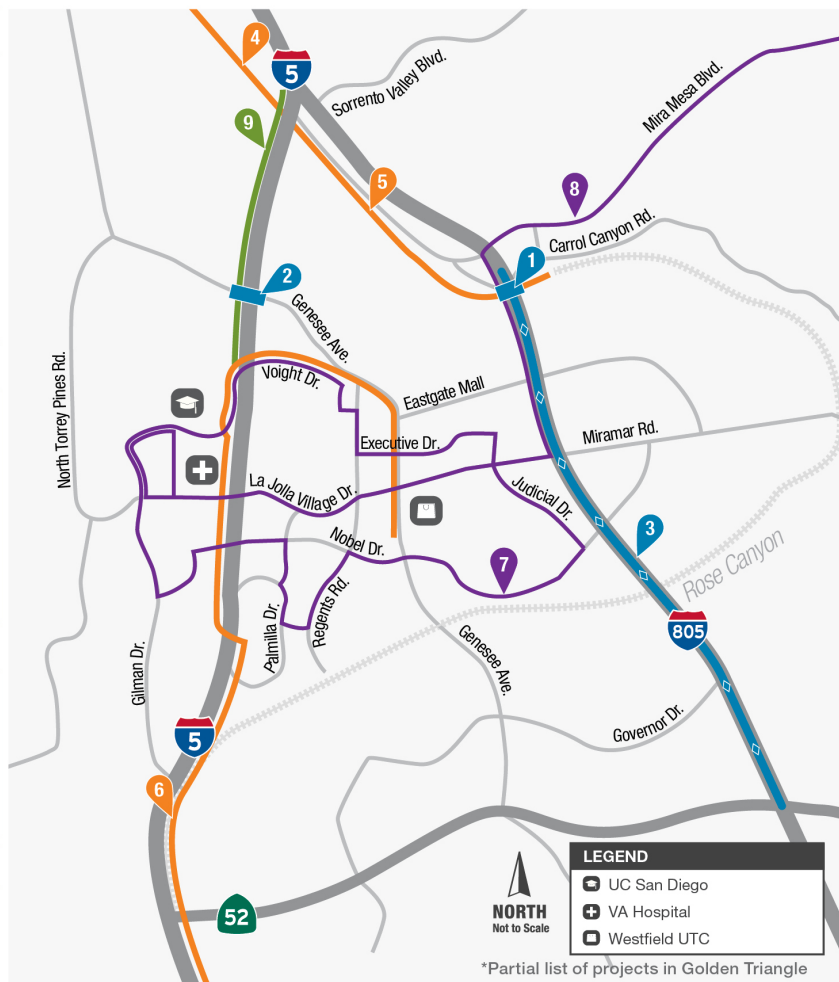 4
5
Sorrento Valley Blvd.
Mira Mesa Blvd.
9
5
8
Carrol Canyon Rd.
1
2
Genesee Ave.
North Torrey Pines Rd.
Voight Dr.
Eastgate Mall
Executive Dr.
Miramar Rd.
La Jolla Village Dr.
Judicial Dr.
Nobel Dr.
3
7
Rose Canyon
Regents Rd.
Palmilla Dr.
805
Gilman Dr.
Genesee Ave.
5
Governor Dr.
6
52
NORTH
Not to Scale
LEGEND
UC San Diego
VA Hospital
Westfield UTC
*Partial list of projects in Golden Triangle